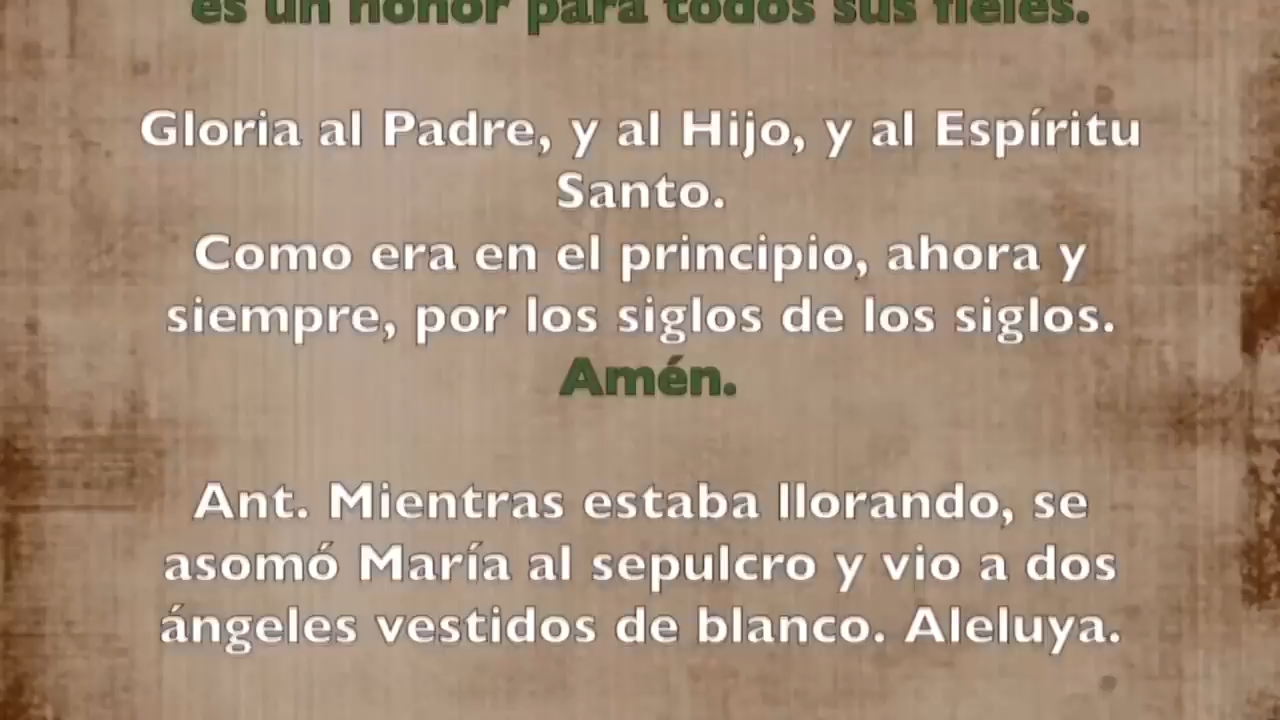 es un honor para todos sus fieles.
Gloria al Padre, y al Hijo, y al Espíritu
Santo.
Como era en el principio, ahora y
siempre, por los siglos de los siglos.
Amén.
Ant. Mientras estaba llorando, se
asomó María al sepulcro y vio a dos
ángeles vestidos de blanco. Aleluya.